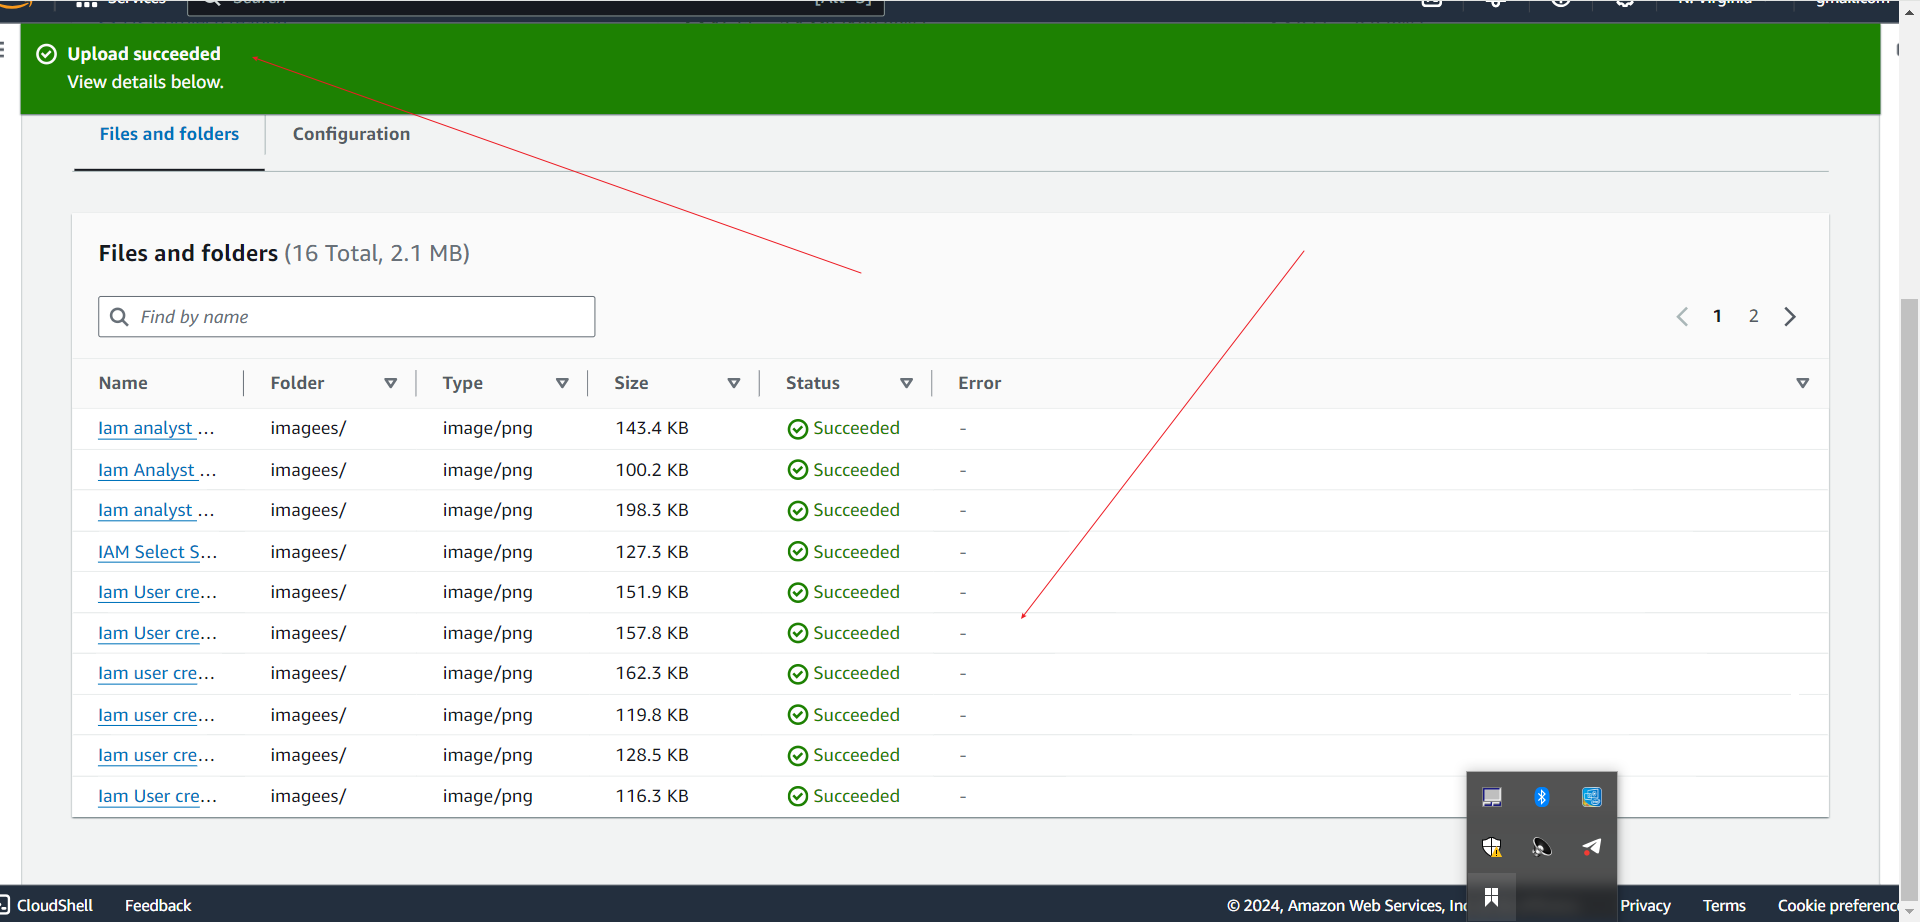 Services
Search
[Alt+S]
N. Virginia
Upload succeeded
View details below.
Files and folders
Configuration
Files and folders (16 Total, 2.1 MB)
Find by name
1 2
Name Folder Type Size Status Error
Iam analyst ... imagees/ image/png 143.4 KB Succeeded -
Iam Analyst ... imagees/ image/png 100.2 KB Succeeded -
Iam analyst ... imagees/ image/png 198.3 KB Succeeded -
IAM Select S... imagees/ image/png 127.3 KB Succeeded -
Iam User cre... imagees/ image/png 151.9 KB Succeeded -
Iam User cre... imagees/ image/png 157.8 KB Succeeded -
Iam user cre... imagees/ image/png 162.3 KB Succeeded -
Iam user cre... imagees/ image/png 119.8 KB Succeeded -
Iam user cre... imagees/ image/png 128.5 KB Succeeded -
Iam User cre... imagees/ image/png 116.3 KB Succeeded -
CloudShell Feedback © 2024, Amazon Web Services, Inc Privacy Terms Cookie preferenc